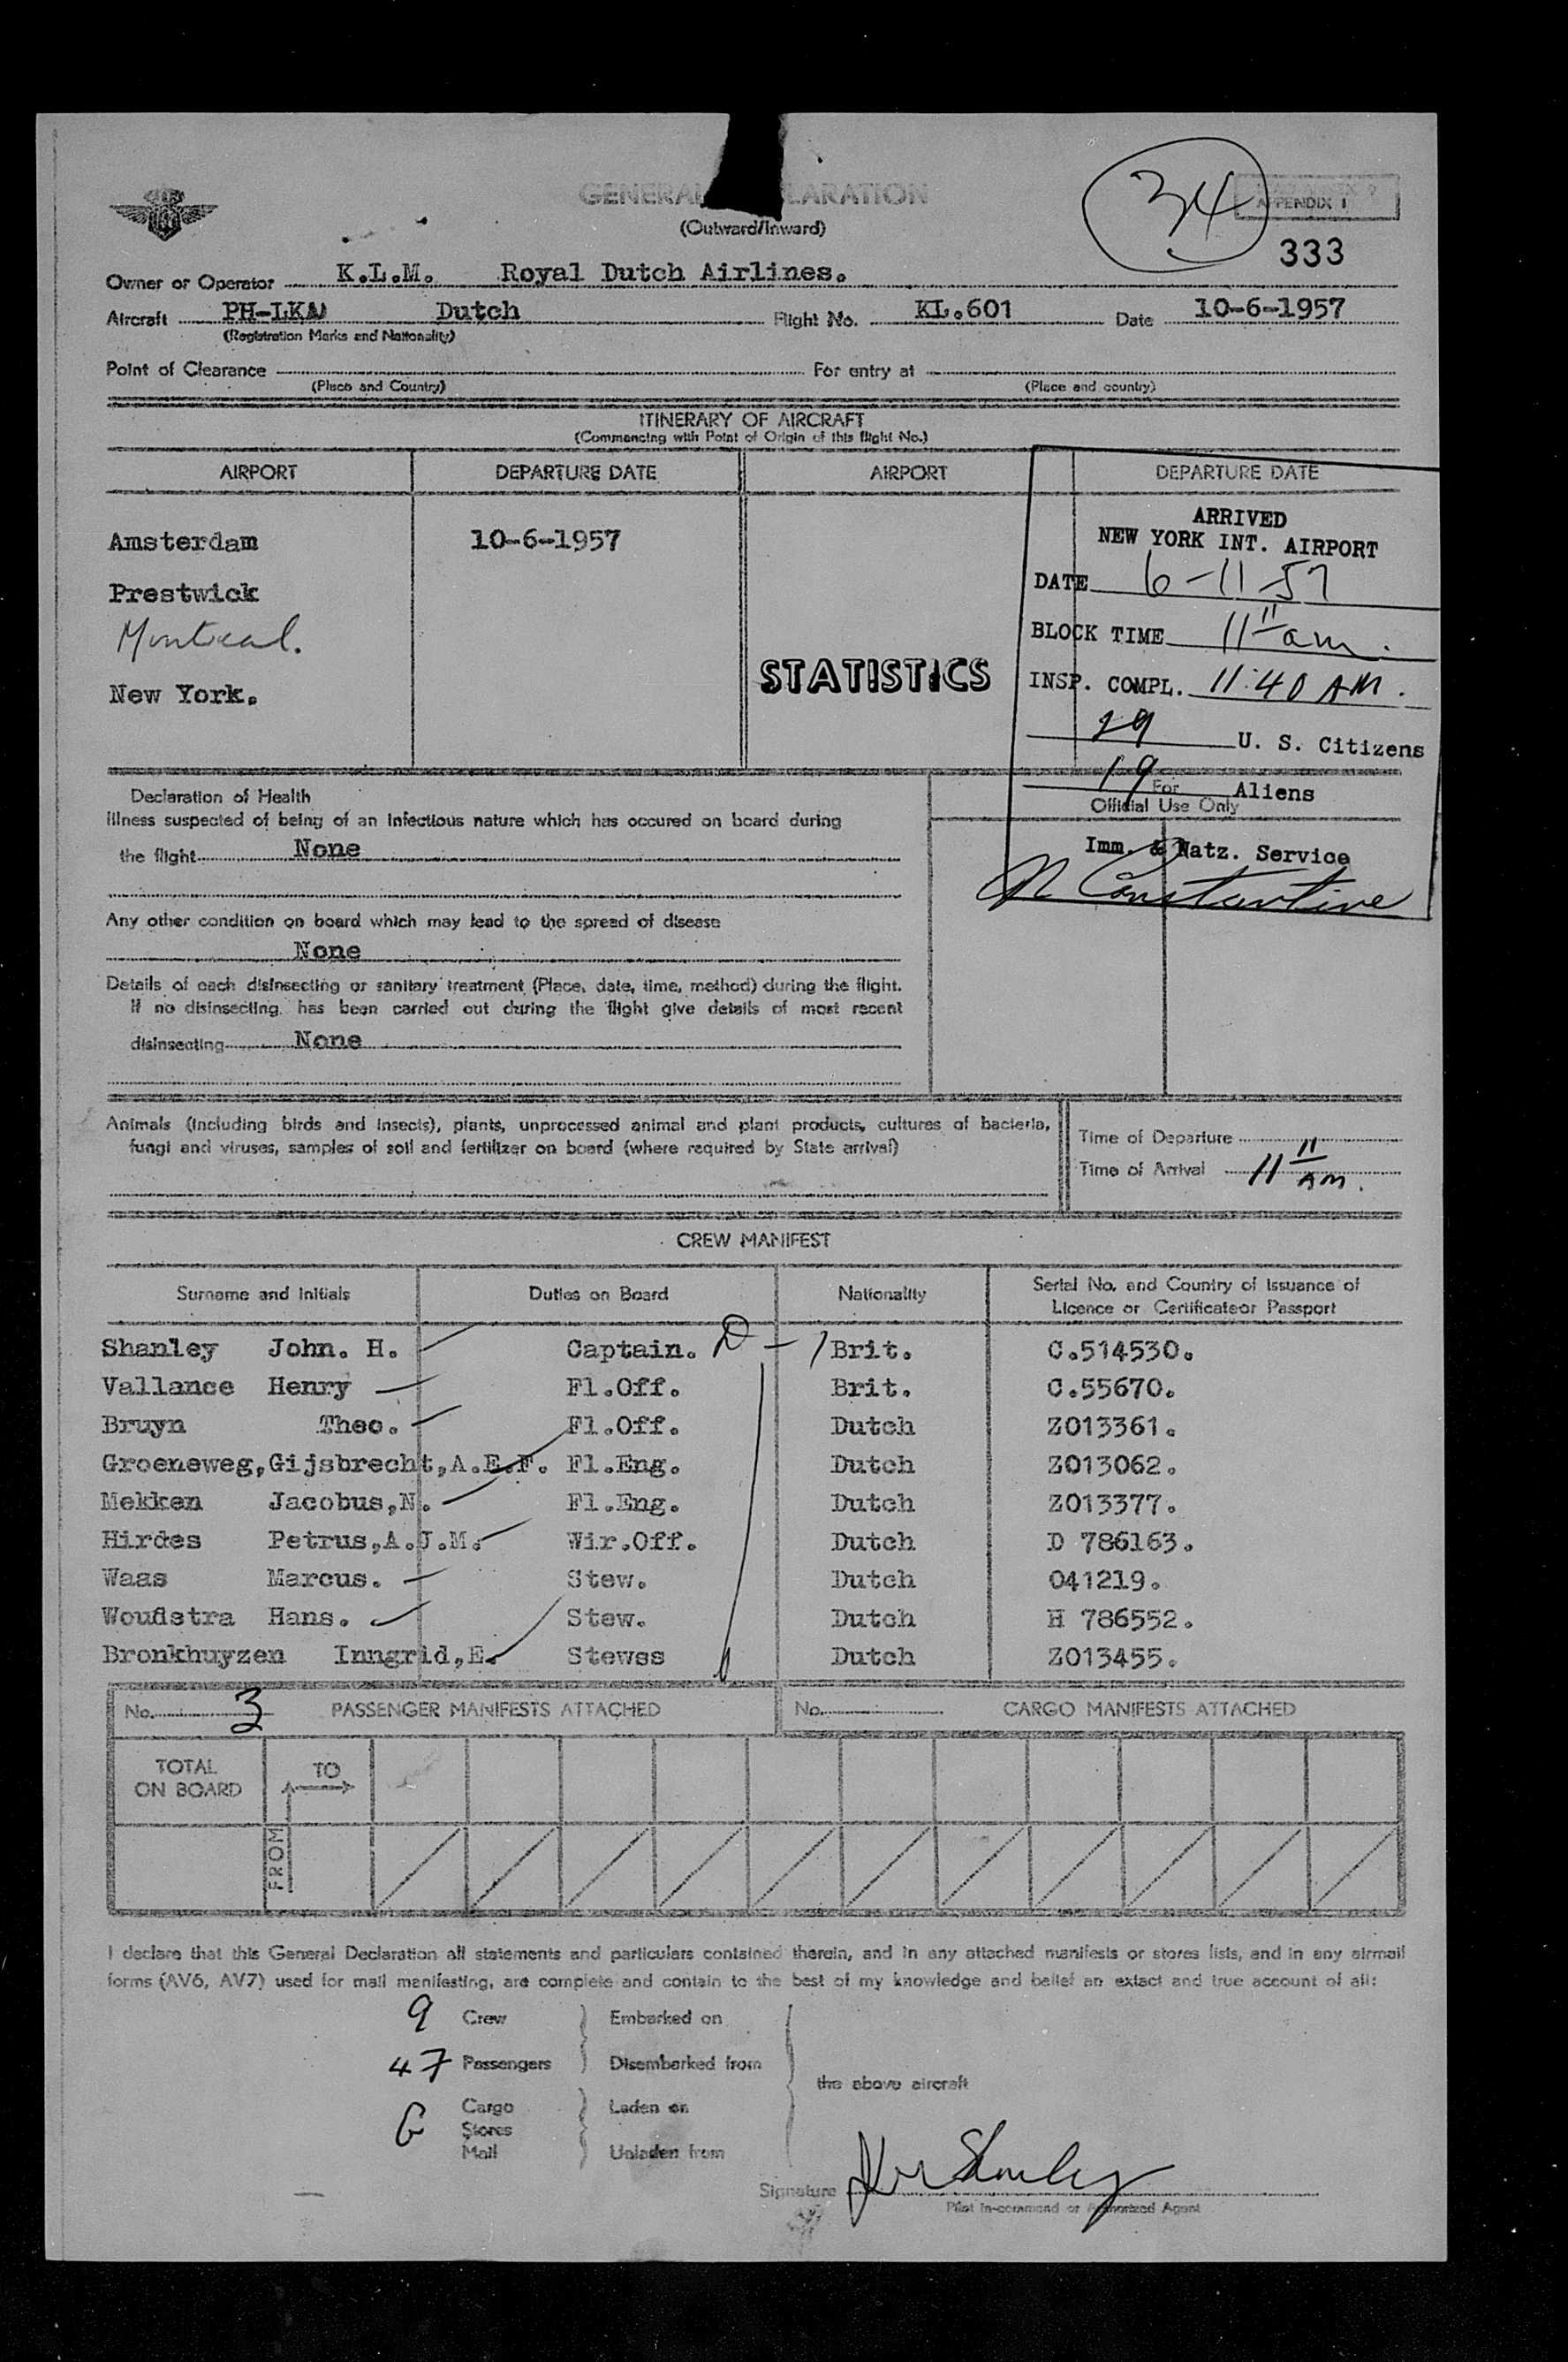 GENERAL LARATION
(Outward/Inward)
34
APPENDIX 1
333
Owner or Operator K.L.M. Royal Dutch Airlines.
Aircraft PH-LKN Dutch Flight No. KL.601 Date 10-6-1957
(Registration Marks and Nationality)
Point of Clearance For entry at
(Place and Country) (Place and country)
ITINERARY OF AIRCRAFT
(Commencing with Point of Origin of this flight No.)
AIRPORT DEPARTURE DATE AIRPORT DEPARTURE DATE
ARRIVED
NEW YORK INT. AIRPORT
Amsterdam 10-6-1957
DATE 6-11-57
Prestwick
BLOCK TIME 11 11 am.
Montreal.
STATISTICS
INSP. COMPL. 11:40 AM.
New York.
29 U. S. Citizens
19 Aliens
For
Official Use Only
Imm. & Natz. Service
N Constantine
Declaration of Health
Illness suspected of being of an infectious nature which has occured on board during
the flight None
Any other condition on board which may lead to the spread of disease
None
Details of each disinsecting or sanitary treatment (Place, date, time, method) during the flight.
If no disinsecting has been carried out during the flight give details of most recent
disinsecting None
Animals (including birds and insects), plants, unprocessed animal and plant products, cultures of bacteria,
fungi and viruses, samples of soil and fertilizer on board (where required by State arrival)
Time of Departure
Time of Arrival 11 11 AM.
CREW MANIFEST
Surname and Initials Duties on Board Nationality Serial No. and Country of Issuance of
Licence or Certificateor Passport
Shanley John. H. Captain. D - 1 Brit. C.514530.
Vallance Henry Fl.Off. Brit. C.55670.
Bruyn Theo. Fl.Off. Dutch Z013361.
Groeneweg,Gijsbrecht,A.E.F. Fl.Eng. Dutch Z013062.
Mekken Jacobus,N. Fl.Eng. Dutch Z013377.
Hirdes Petrus,A.J.M. Wir.Off. Dutch D 786163.
Waas Marcus. Stew. Dutch 041219.
Woudstra Hans. Stew. Dutch H 786552.
Bronkhuyzen Inngrid,E. Stewss Dutch Z013455.
No. 3 PASSENGER MANIFESTS ATTACHED No. CARGO MANIFESTS ATTACHED
TOTAL
ON BOARD
TO
FROM
I declare that this General Declaration all statements and particulars contained therein, and in any attached manifests or stores lists, and in any airmail
forms (AV6, AV7) used for mail manifesting, are complete and contain to the best of my knowledge and belief an extact and true account of all:
9 Crew Embarked on
47 Passengers Disembarked from
the above aircraft
Cargo Laden on
Stores
Mail Unladen from
Signature JH Shanley
Pilot in-command or Authorized Agent